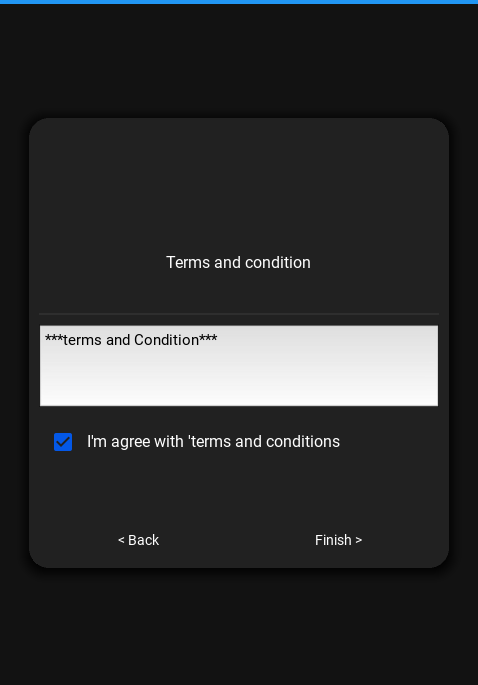 Terms and condition
***terms and Condition***
I'm agree with 'terms and conditions
< Back
Finish >